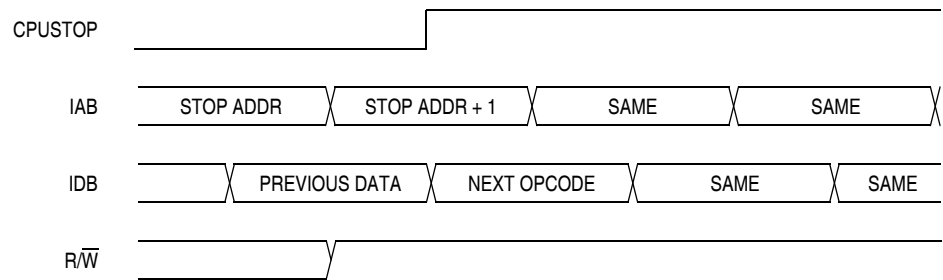 CPUSTOP
IAB STOP ADDR STOP ADDR + 1 SAME SAME
IDB PREVIOUS DATA NEXT OPCODE SAME SAME
R/W̅